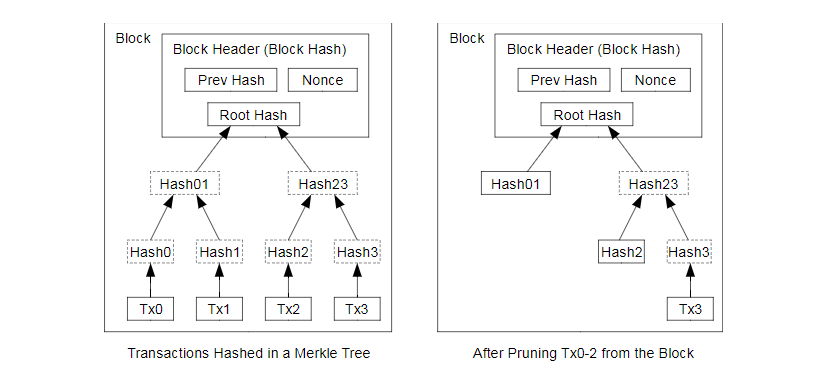 Block
Block Header (Block Hash)
Prev Hash
Nonce
Root Hash
Hash01
Hash23
Hash0
Hash1
Hash2
Hash3
Tx0
Tx1
Tx2
Tx3
Transactions Hashed in a Merkle Tree
Block
Block Header (Block Hash)
Prev Hash
Nonce
Root Hash
Hash01
Hash23
Hash2
Hash3
Tx3
After Pruning Tx0-2 from the Block